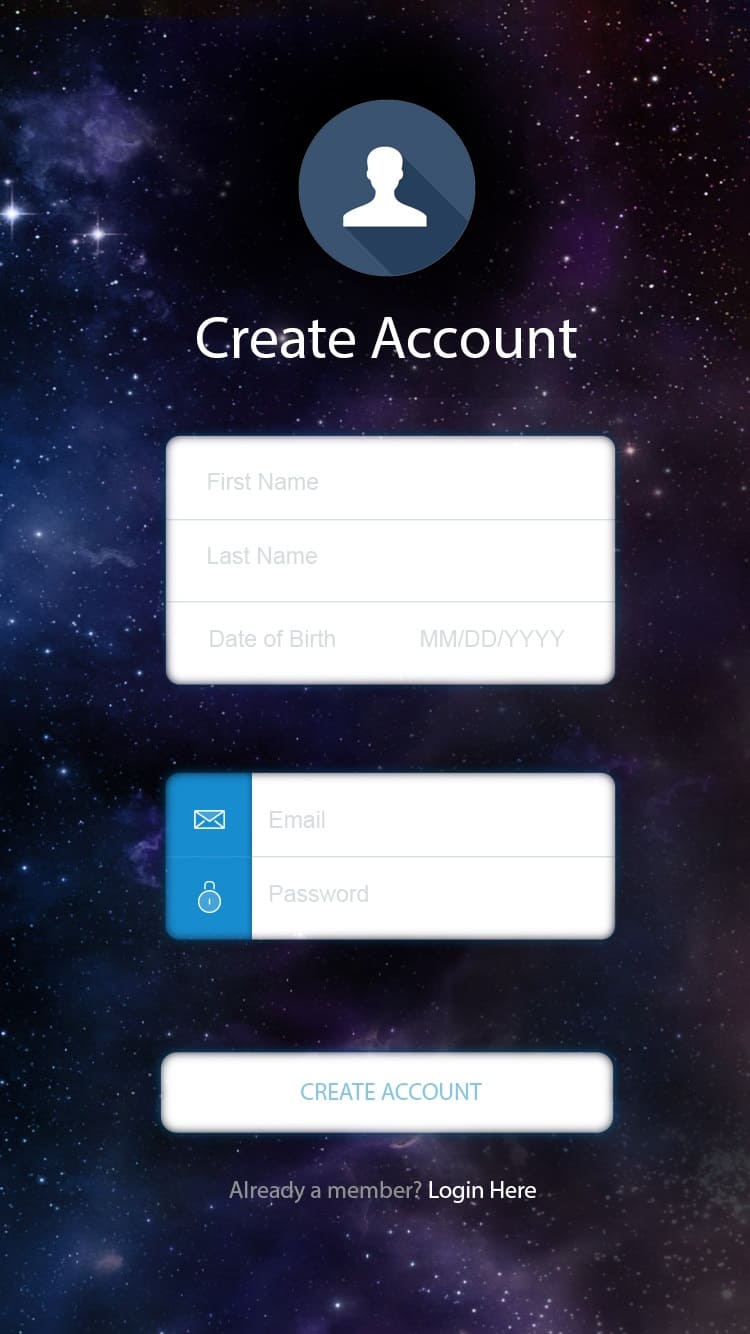 Create Account
First Name
Last Name
Date of Birth MM/DD/YYYY
Email
Password
CREATE ACCOUNT
Already a member? Login Here